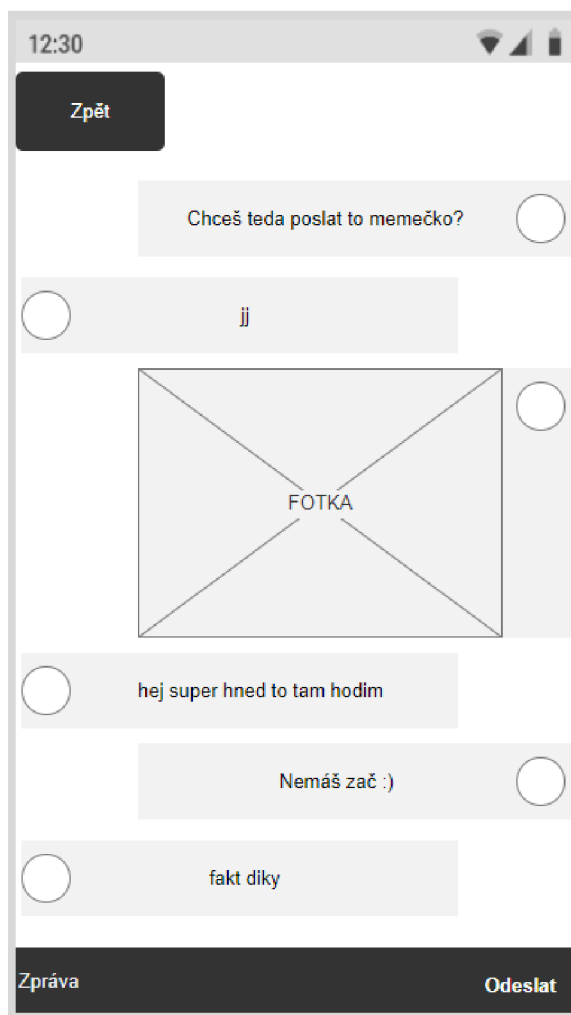 12:30
Zpět
Chceš teda poslat to memečko?
jj
FOTKA
hej super hned to tam hodim
Nemáš zač :)
fakt diky
Zpráva
Odeslat